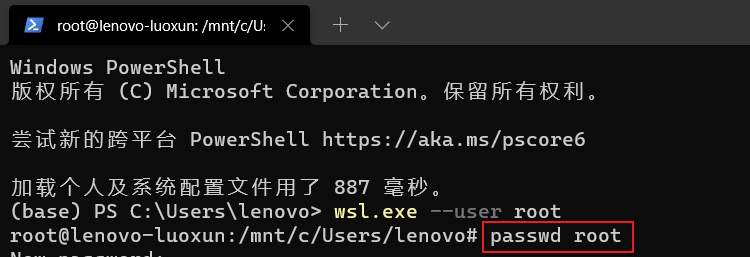 root@lenovo-luoxun: /mnt/c/Us
Windows PowerShell
版权所有 (C) Microsoft Corporation。保留所有权利。
尝试新的跨平台 PowerShell https://aka.ms/pscore6
加载个人及系统配置文件用了 887 毫秒。
(base) PS C:\Users\lenovo> wsl.exe --user root
root@lenovo-luoxun:/mnt/c/Users/lenovo# passwd root
New password: